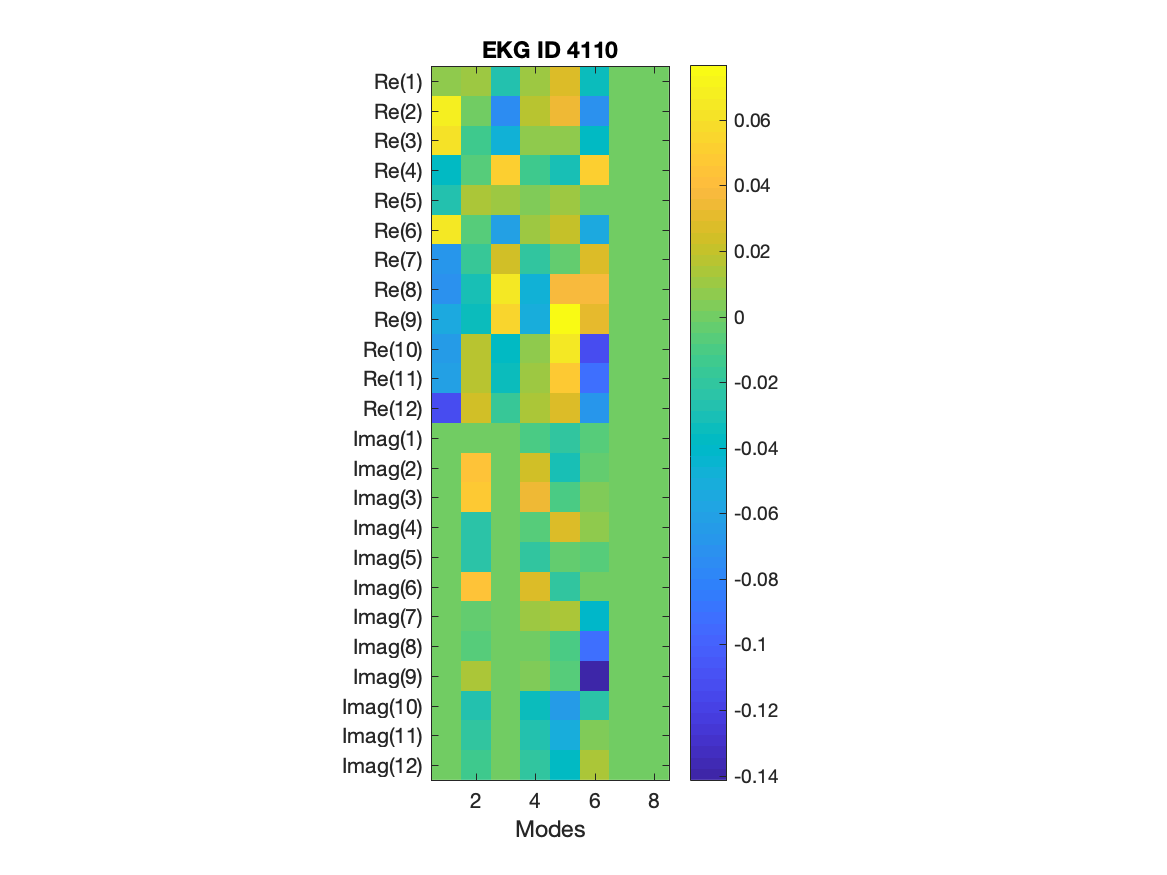 EKG ID 4110
Re(1)
Re(2)
Re(3)
Re(4)
Re(5)
Re(6)
Re(7)
Re(8)
Re(9)
Re(10)
Re(11)
Re(12)
Imag(1)
Imag(2)
Imag(3)
Imag(4)
Imag(5)
Imag(6)
Imag(7)
Imag(8)
Imag(9)
Imag(10)
Imag(11)
Imag(12)
2 4 6 8
Modes
0.06
0.04
0.02
0
-0.02
-0.04
-0.06
-0.08
-0.1
-0.12
-0.14